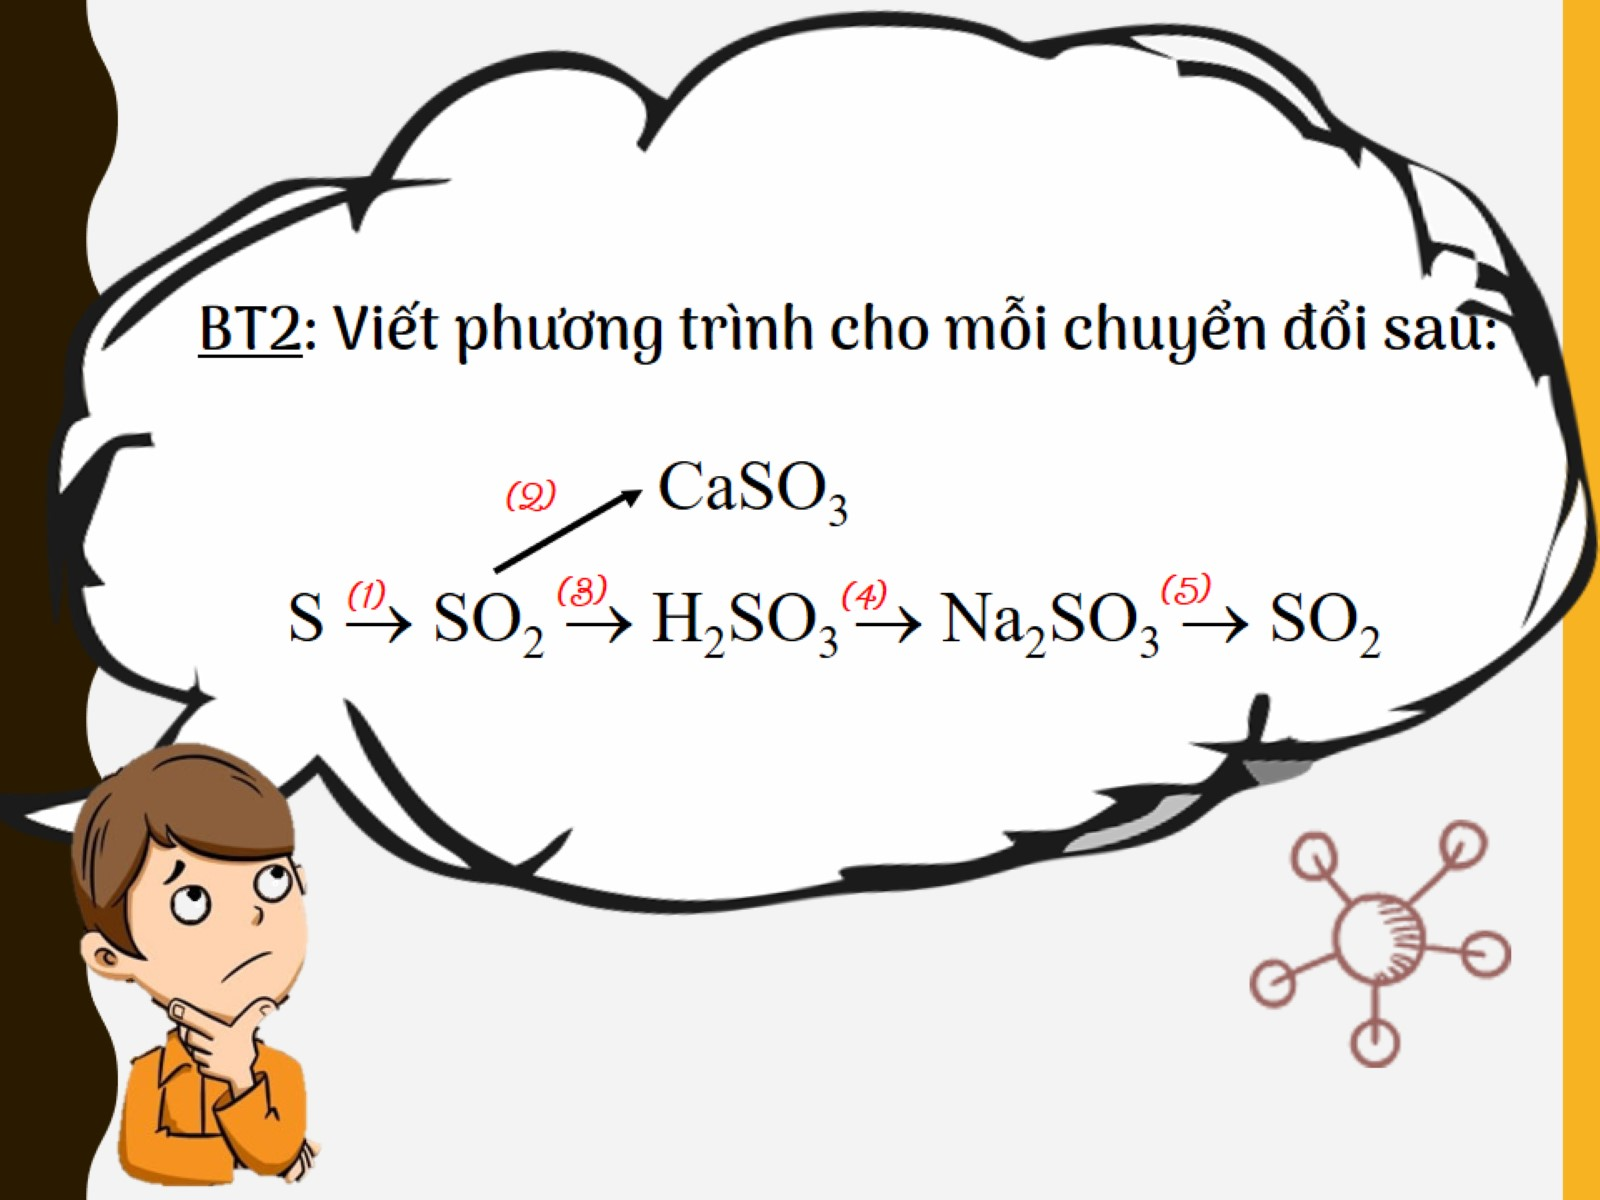 BT2: Viết phương trình cho mỗi chuyển đổi sau:
(2) CaSO₃
S (1)→ SO₂ (3)→ H₂SO₃ (4)→ Na₂SO₃ (5)→ SO₂